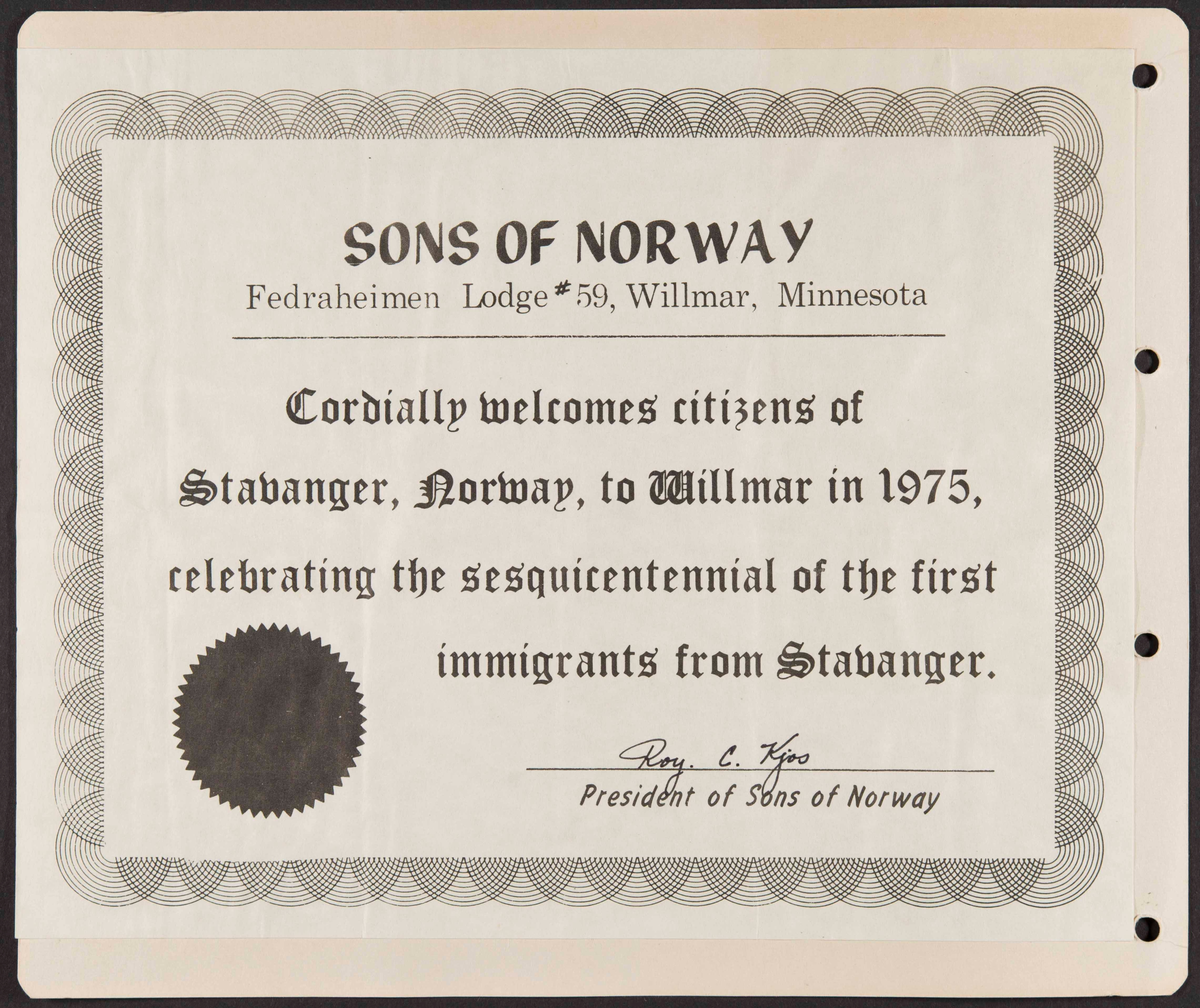 SONS OF NORWAY
Fedraheimen Lodge #59, Willmar, Minnesota
Cordially welcomes citizens of
Stavanger, Norway, to Willmar in 1975,
celebrating the sesquicentennial of the first
immigrants from Stavanger.
Roy. C. Kjos
President of Sons of Norway